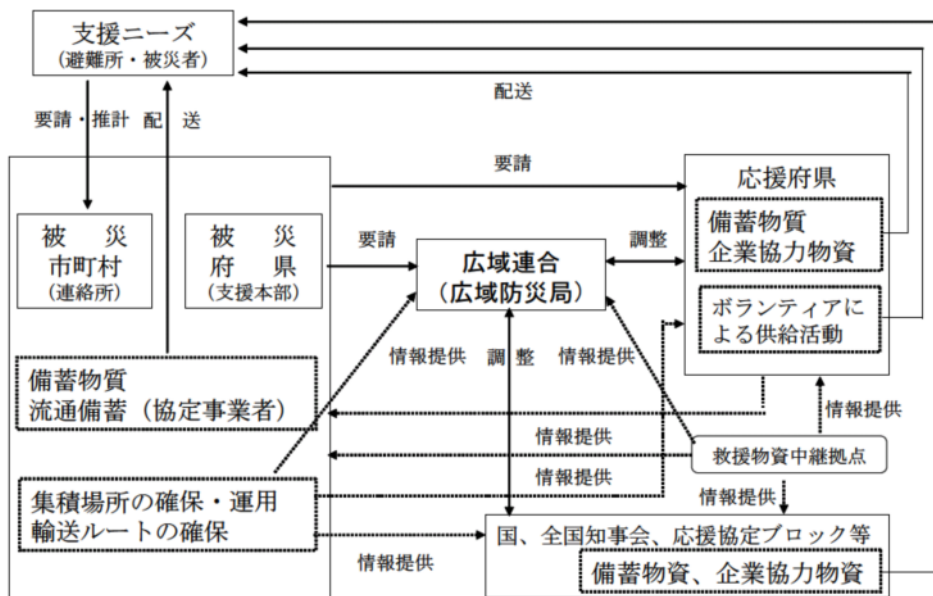 支援ニーズ
(避難所・被災者)
配送
要請・推計
配 送
要請
応援府県
備蓄物質
企業協力物資
被 災
市町村
(連絡所)
被 災
府 県
(支援本部)
要請
広域連合
(広域防災局)
調整
ボランティアに
よる供給活動
情報提供
調 整
情報提供
備蓄物質
流通備蓄(協定事業者)
情報提供
情報提供
救援物資中継拠点
情報提供
情報提供
集積場所の確保・運用
輸送ルートの確保
情報提供
国、全国知事会、応援協定ブロック等
備蓄物資、企業協力物資